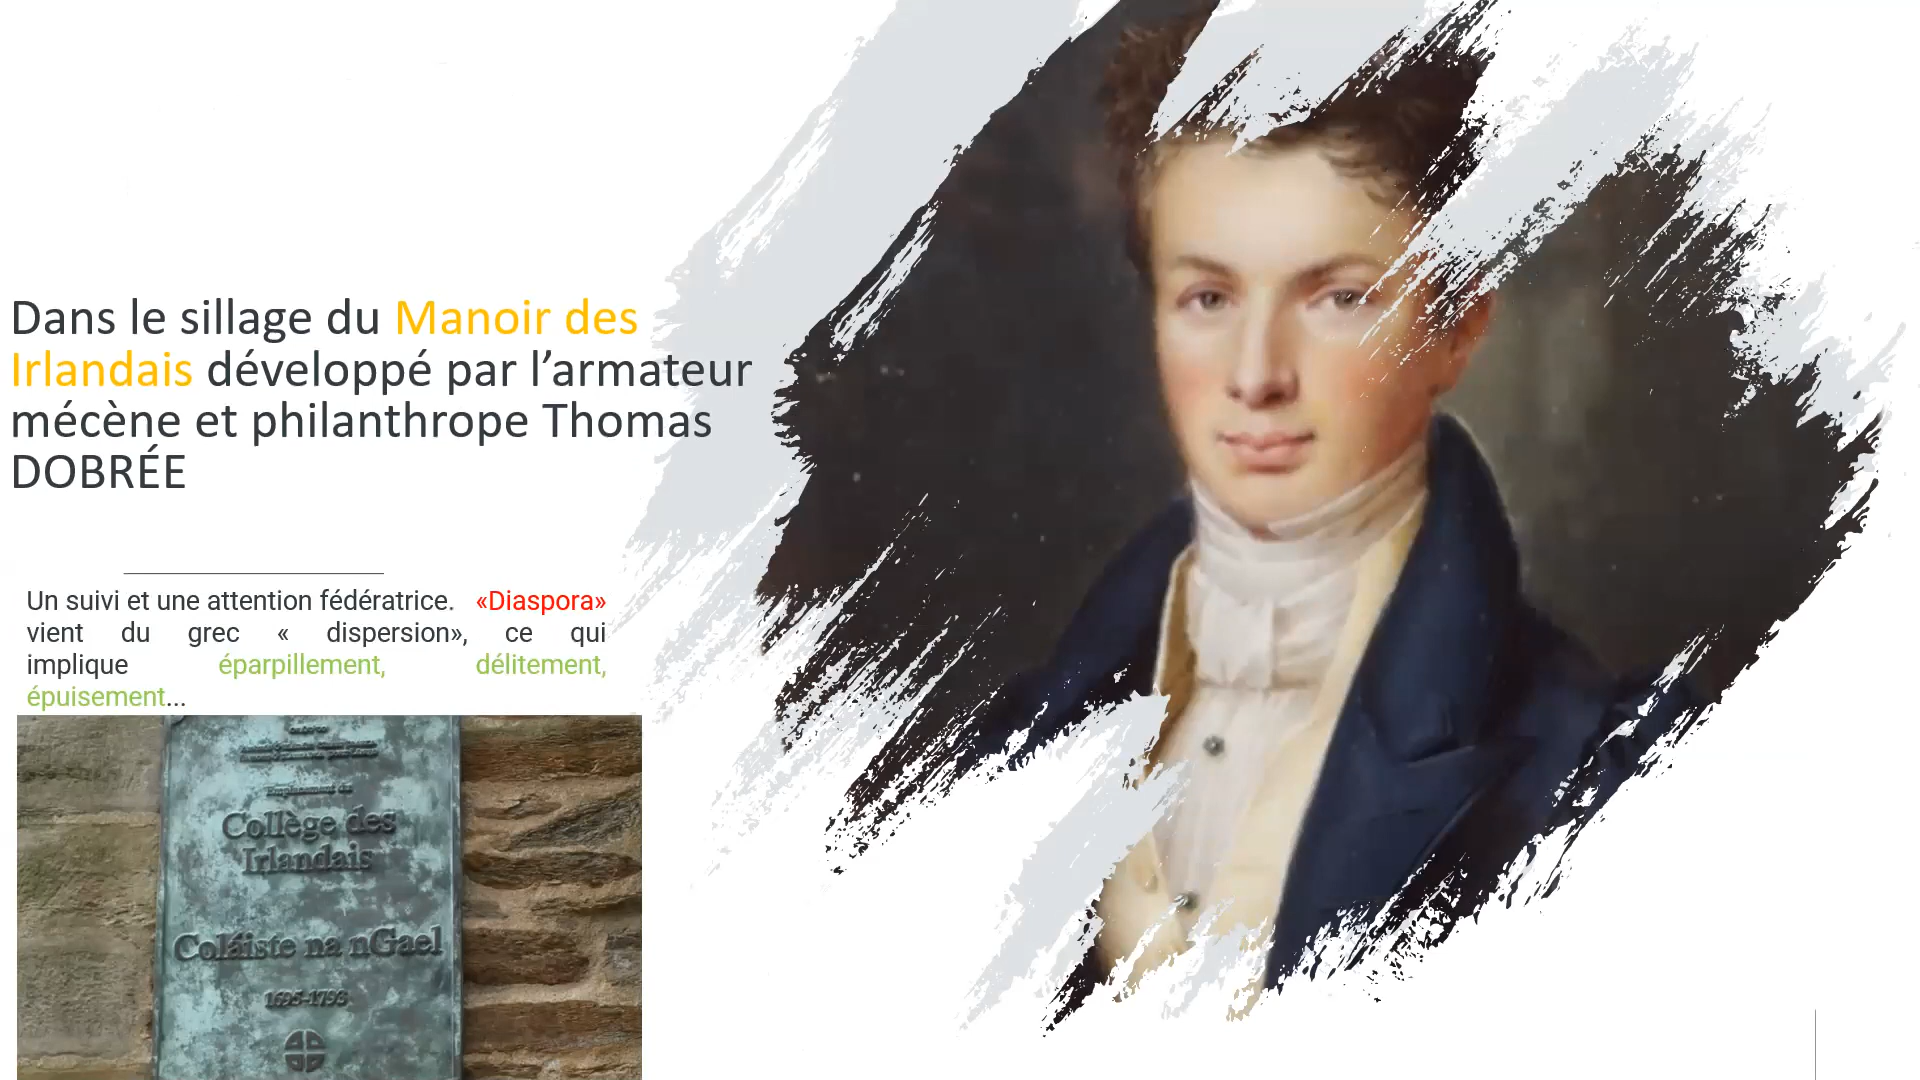 Dans le sillage du Manoir des
Irlandais développé par l’armateur
mécène et philanthrope Thomas
DOBRÉE
Un suivi et une attention fédératrice. «Diaspora»
vient du grec « dispersion», ce qui
implique éparpillement, délitement,
épuisement...
Emplacement du
Collège des
Irlandais
Coláiste na nGael
1695-1793